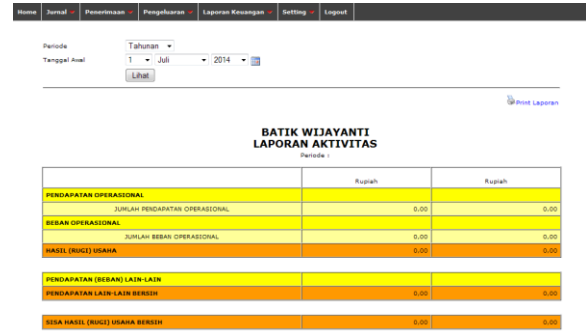 Home Jurnal Penerimaan Pengeluaran Laporan Keuangan Setting Logout
Periode Tahunan
Tanggal Awal 1 Juli 2014
Lihat
Print Laporan
BATIK WIJAYANTI
LAPORAN AKTIVITAS
Periode :
Rupiah Rupiah
PENDAPATAN OPERASIONAL
JUMLAH PENDAPATAN OPERASIONAL 0.00 0.00
BEBAN OPERASIONAL
JUMLAH BEBAN OPERASIONAL 0.00 0.00
HASIL (RUGI) USAHA 0.00 0.00
PENDAPATAN (BEBAN) LAIN-LAIN
PENDAPATAN LAIN-LAIN BERSIH 0.00 0.00
SISA HASIL (RUGI) USAHA BERSIH 0.00 0.00